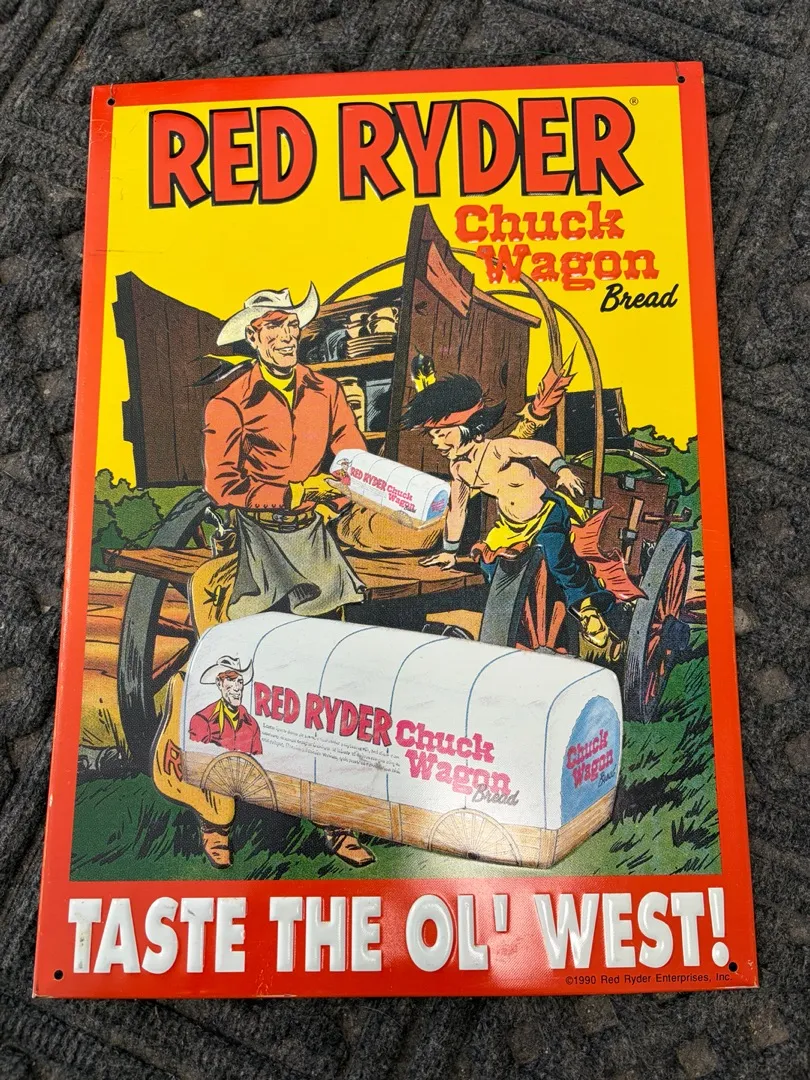 RED RYDER®
Chuck
Wagon
Bread
RED RYDER Chuck
Wagon
RED RYDER Chuck
Wagon
Bread
Chuck
Wagon
R
TASTE THE OL' WEST!
©1990 Red Ryder Enterprises, Inc.